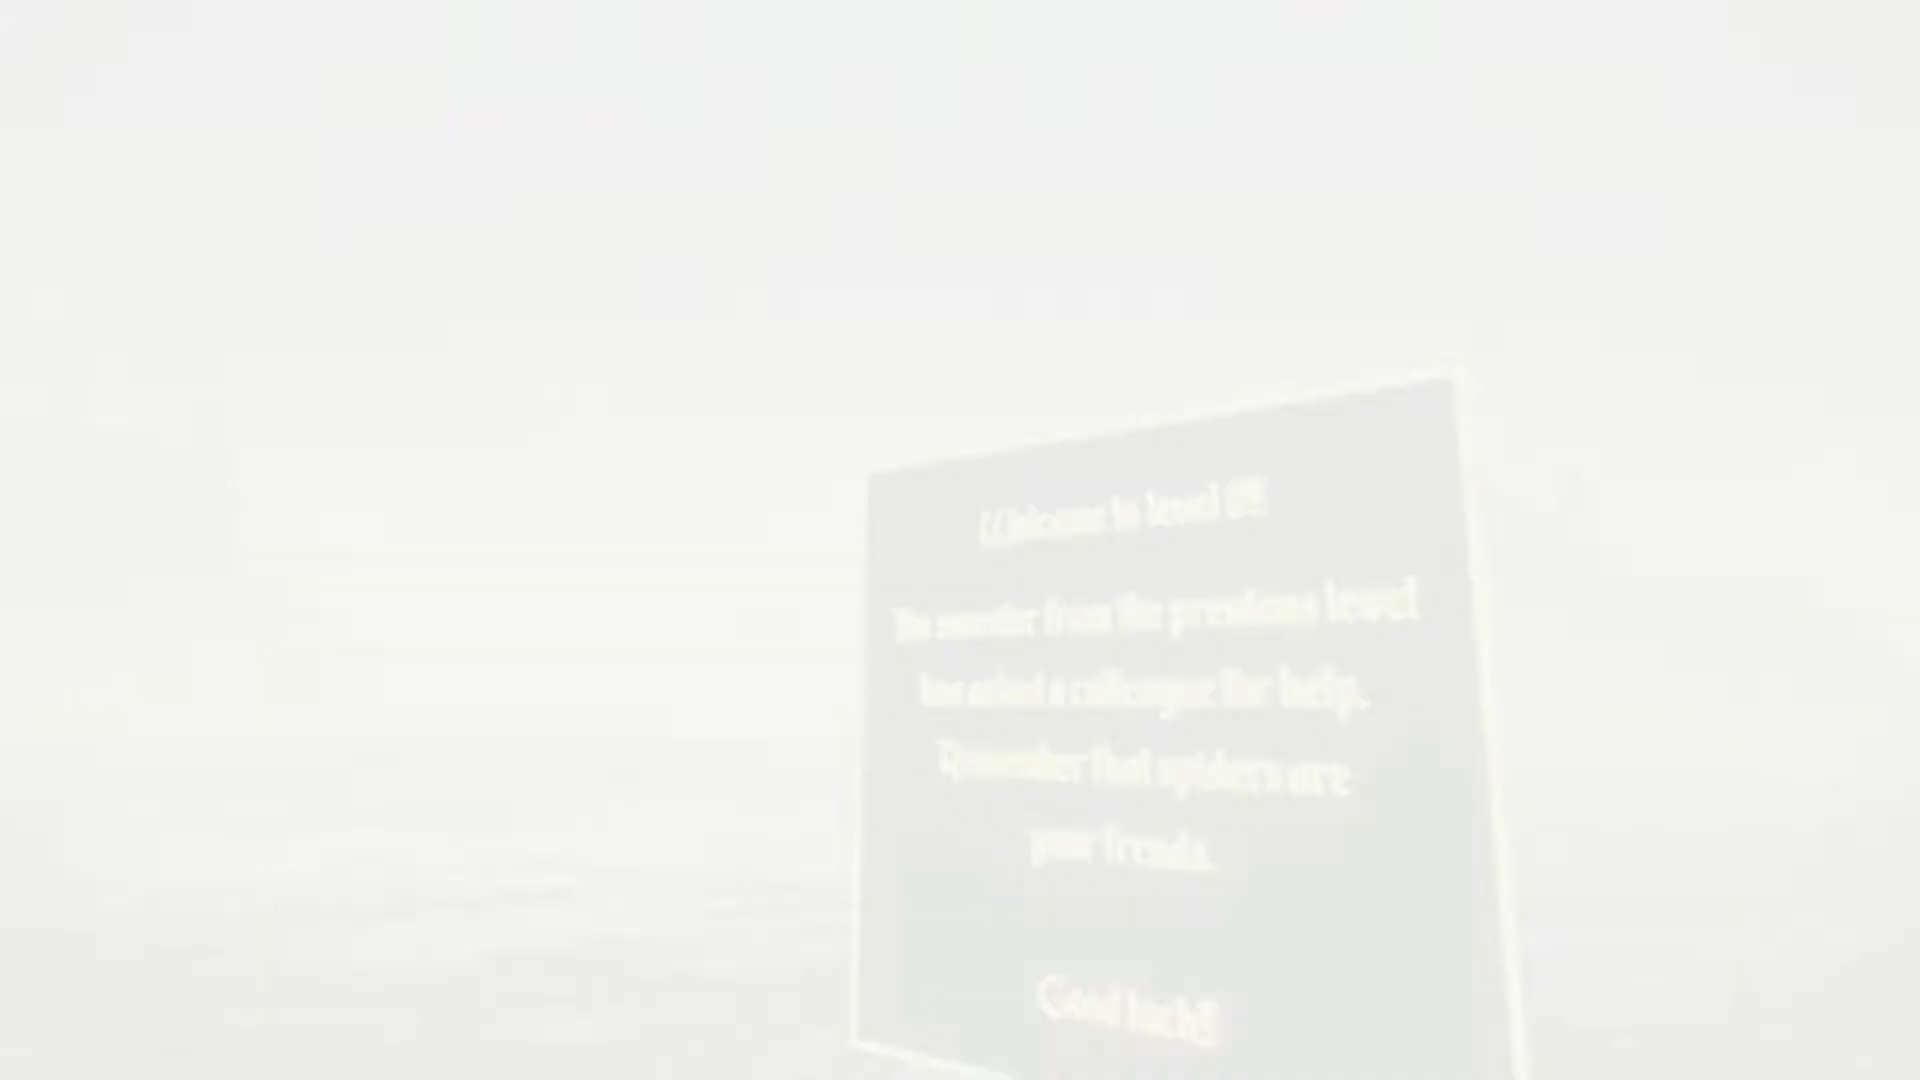 Welcome to level
The monster from the previous level
has asked a colleague for help.
Remember that spiders are
your friends.
Good luck!